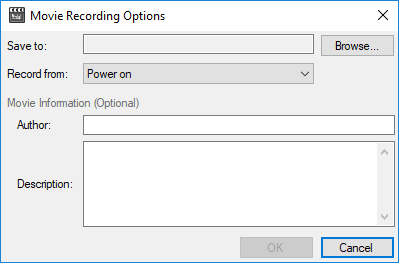 Movie Recording Options
Save to: Browse...
Record from: Power on
Movie Information (Optional)
Author:
Description:
OK Cancel